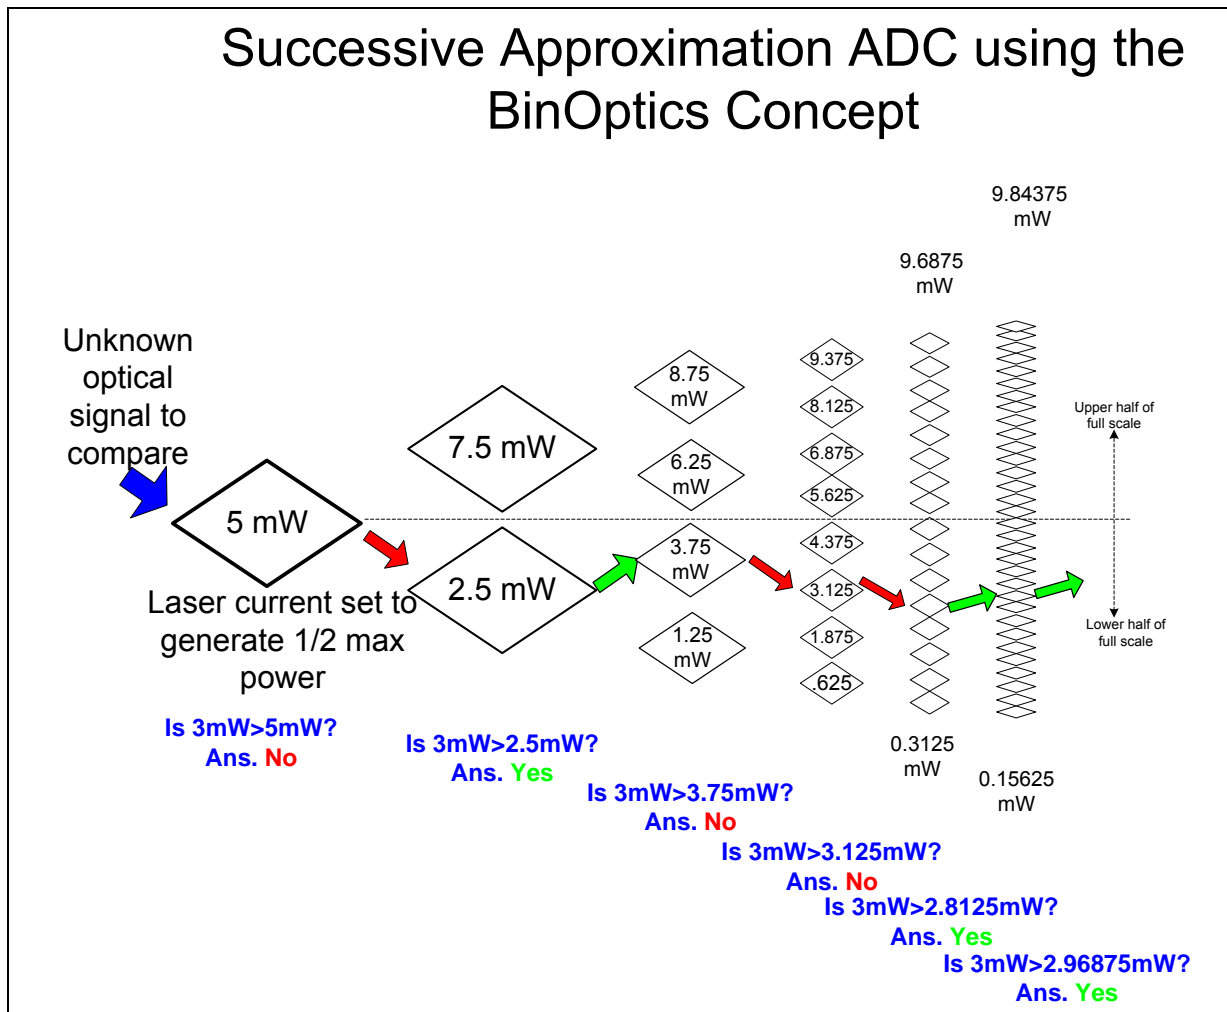 Successive Approximation ADC using the
BinOptics Concept
9.84375
mW
9.6875
mW
Unknown
optical
signal to
compare
5 mW
Laser current set to
generate 1/2 max
power
7.5 mW
2.5 mW
8.75
mW
6.25
mW
3.75
mW
1.25
mW
9.375
8.125
6.875
5.625
4.375
3.125
1.875
.625
Upper half of
full scale
Lower half of
full scale
0.3125
mW
0.15625
mW
Is 3mW>5mW?
Ans. No
Is 3mW>2.5mW?
Ans. Yes
Is 3mW>3.75mW?
Ans. No
Is 3mW>3.125mW?
Ans. No
Is 3mW>2.8125mW?
Ans. Yes
Is 3mW>2.96875mW?
Ans. Yes